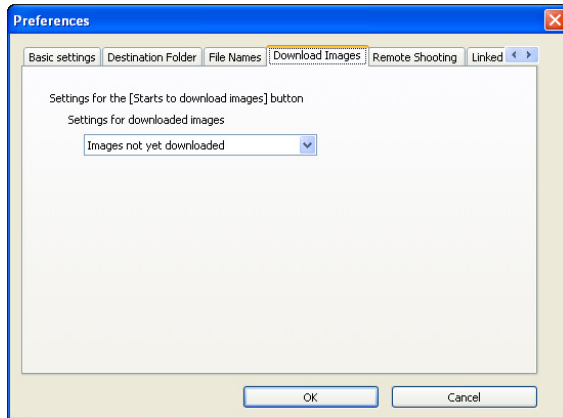 Preferences
Basic settings Destination Folder File Names Download Images Remote Shooting Linked
Settings for the [Starts to download images] button
Settings for downloaded images
Images not yet downloaded
OK Cancel